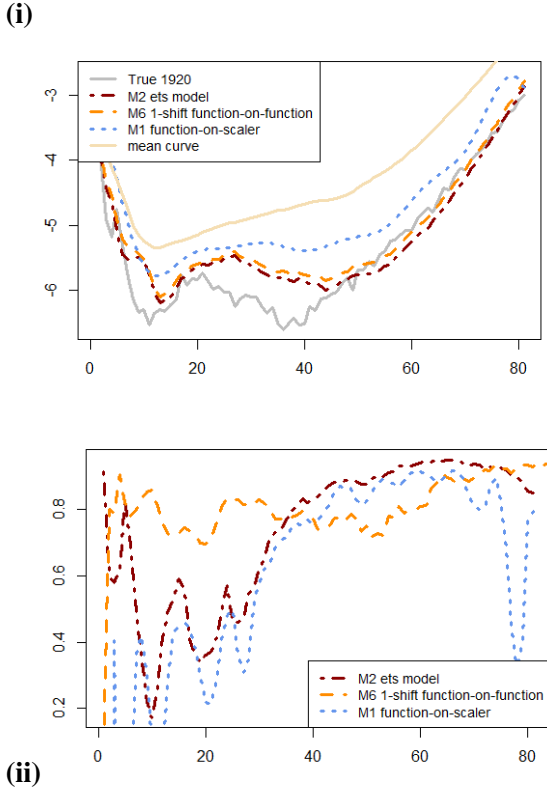 (i)
True 1920
M2 ets model
M6 1-shift function-on-function
M1 function-on-scaler
mean curve
-3
-4
-5
-6
0 20 40 60 80
0.8
0.6
0.4
0.2
M2 ets model
M6 1-shift function-on-function
M1 function-on-scaler
0 20 40 60 80
(ii)